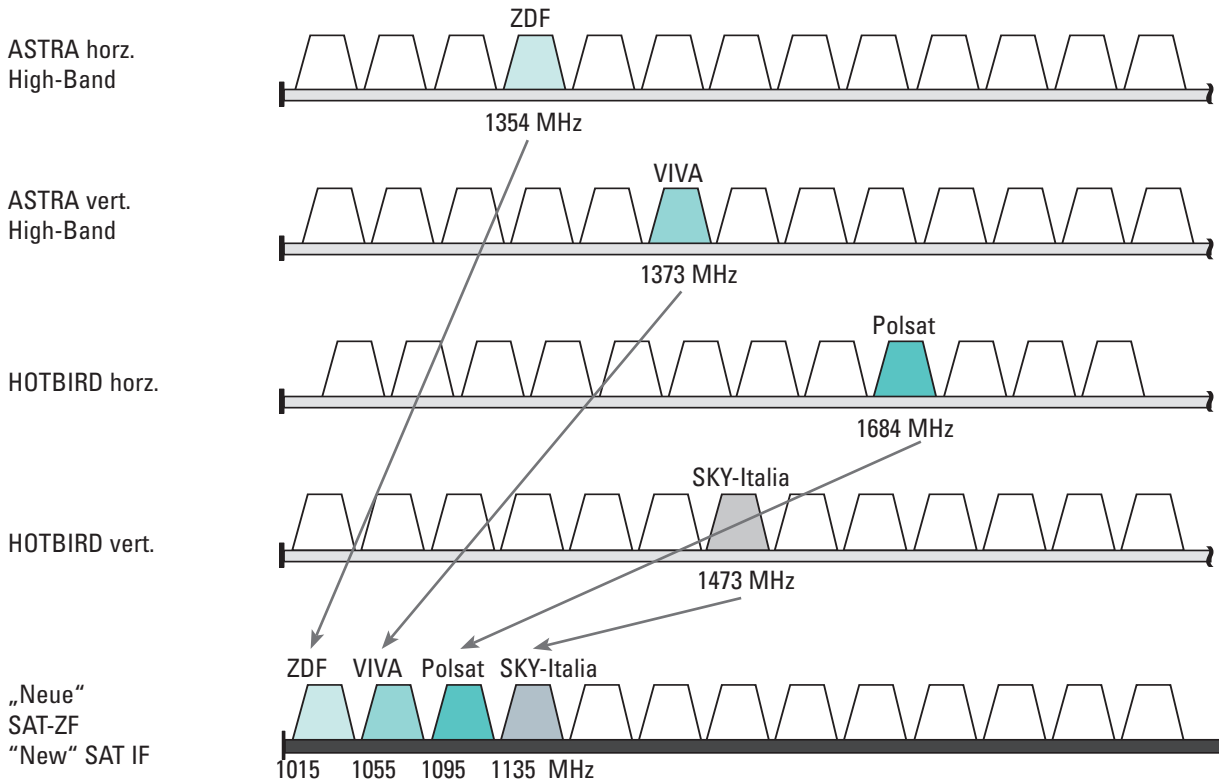 ZDF
ASTRA horz.
High-Band
1354 MHz
VIVA
ASTRA vert.
High-Band
1373 MHz
Polsat
HOTBIRD horz.
1684 MHz
SKY-Italia
HOTBIRD vert.
1473 MHz
ZDF VIVA Polsat SKY-Italia
„Neue“
SAT-ZF
“New“ SAT IF
1015 1055 1095 1135 MHz